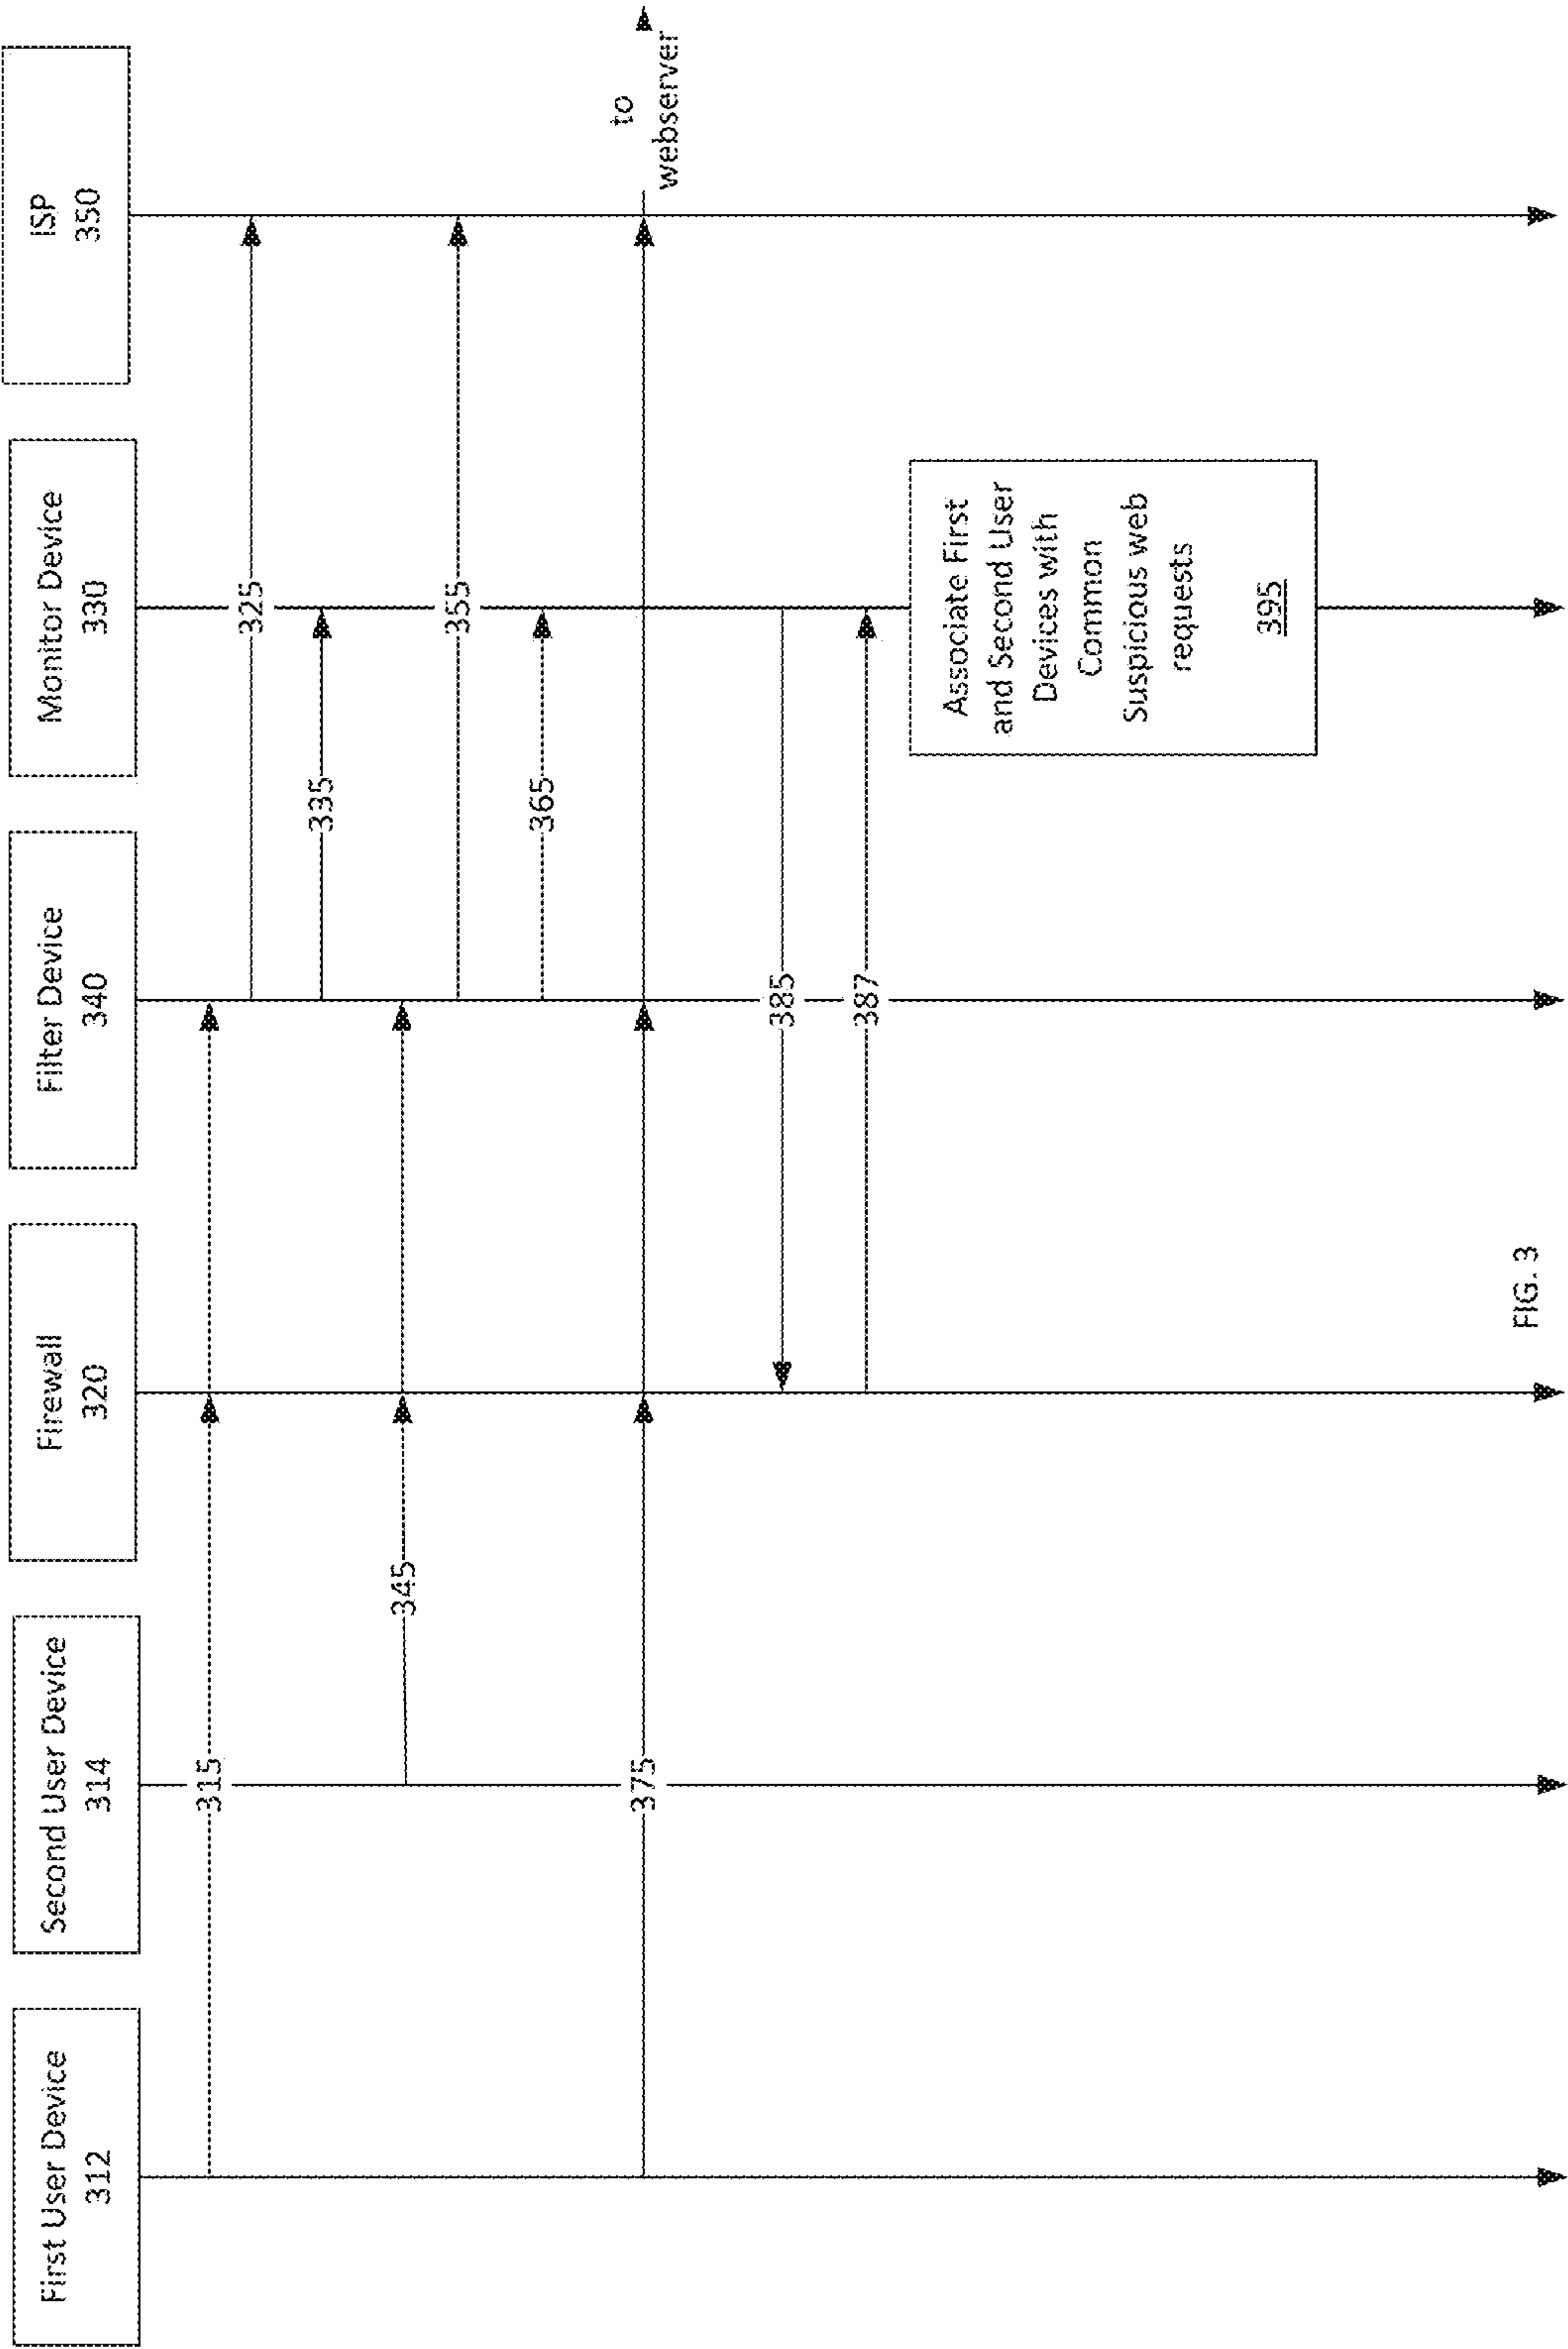 First User Device
312
Second User Device
314
Firewall
320
Filter Device
340
Monitor Device
330
ISP
350
315
325
335
345
355
365
375
to
webserver
385
387
Associate First
and Second User
Devices with
Common
Suspicious web
requests
395
FIG. 3